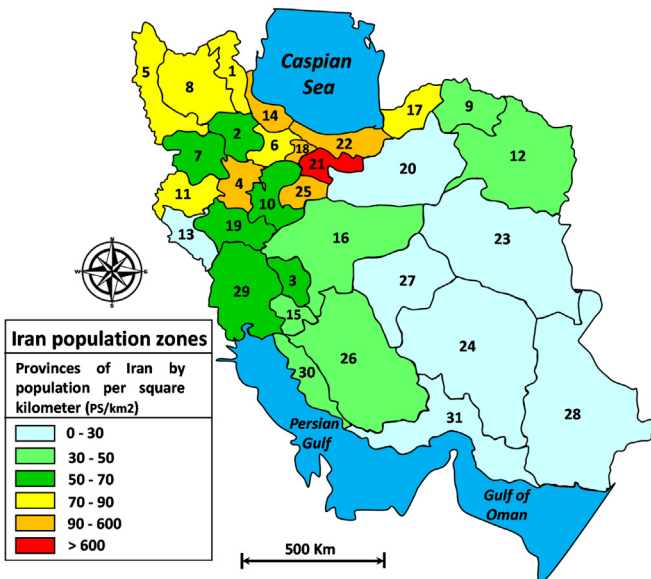 Caspian
Sea
5
8
1
14
17
9
2
22
6
18
12
7
21
20
4
11
25
10
13
19
16
23
N
W
E
S
27
3
29
15
24
26
30
28
31
Persian
Gulf
Gulf of
Oman
Iran population zones
Provinces of Iran by
population per square
kilometer (PS/km2)
0 - 30
30 - 50
50 - 70
70 - 90
90 - 600
> 600
500 Km